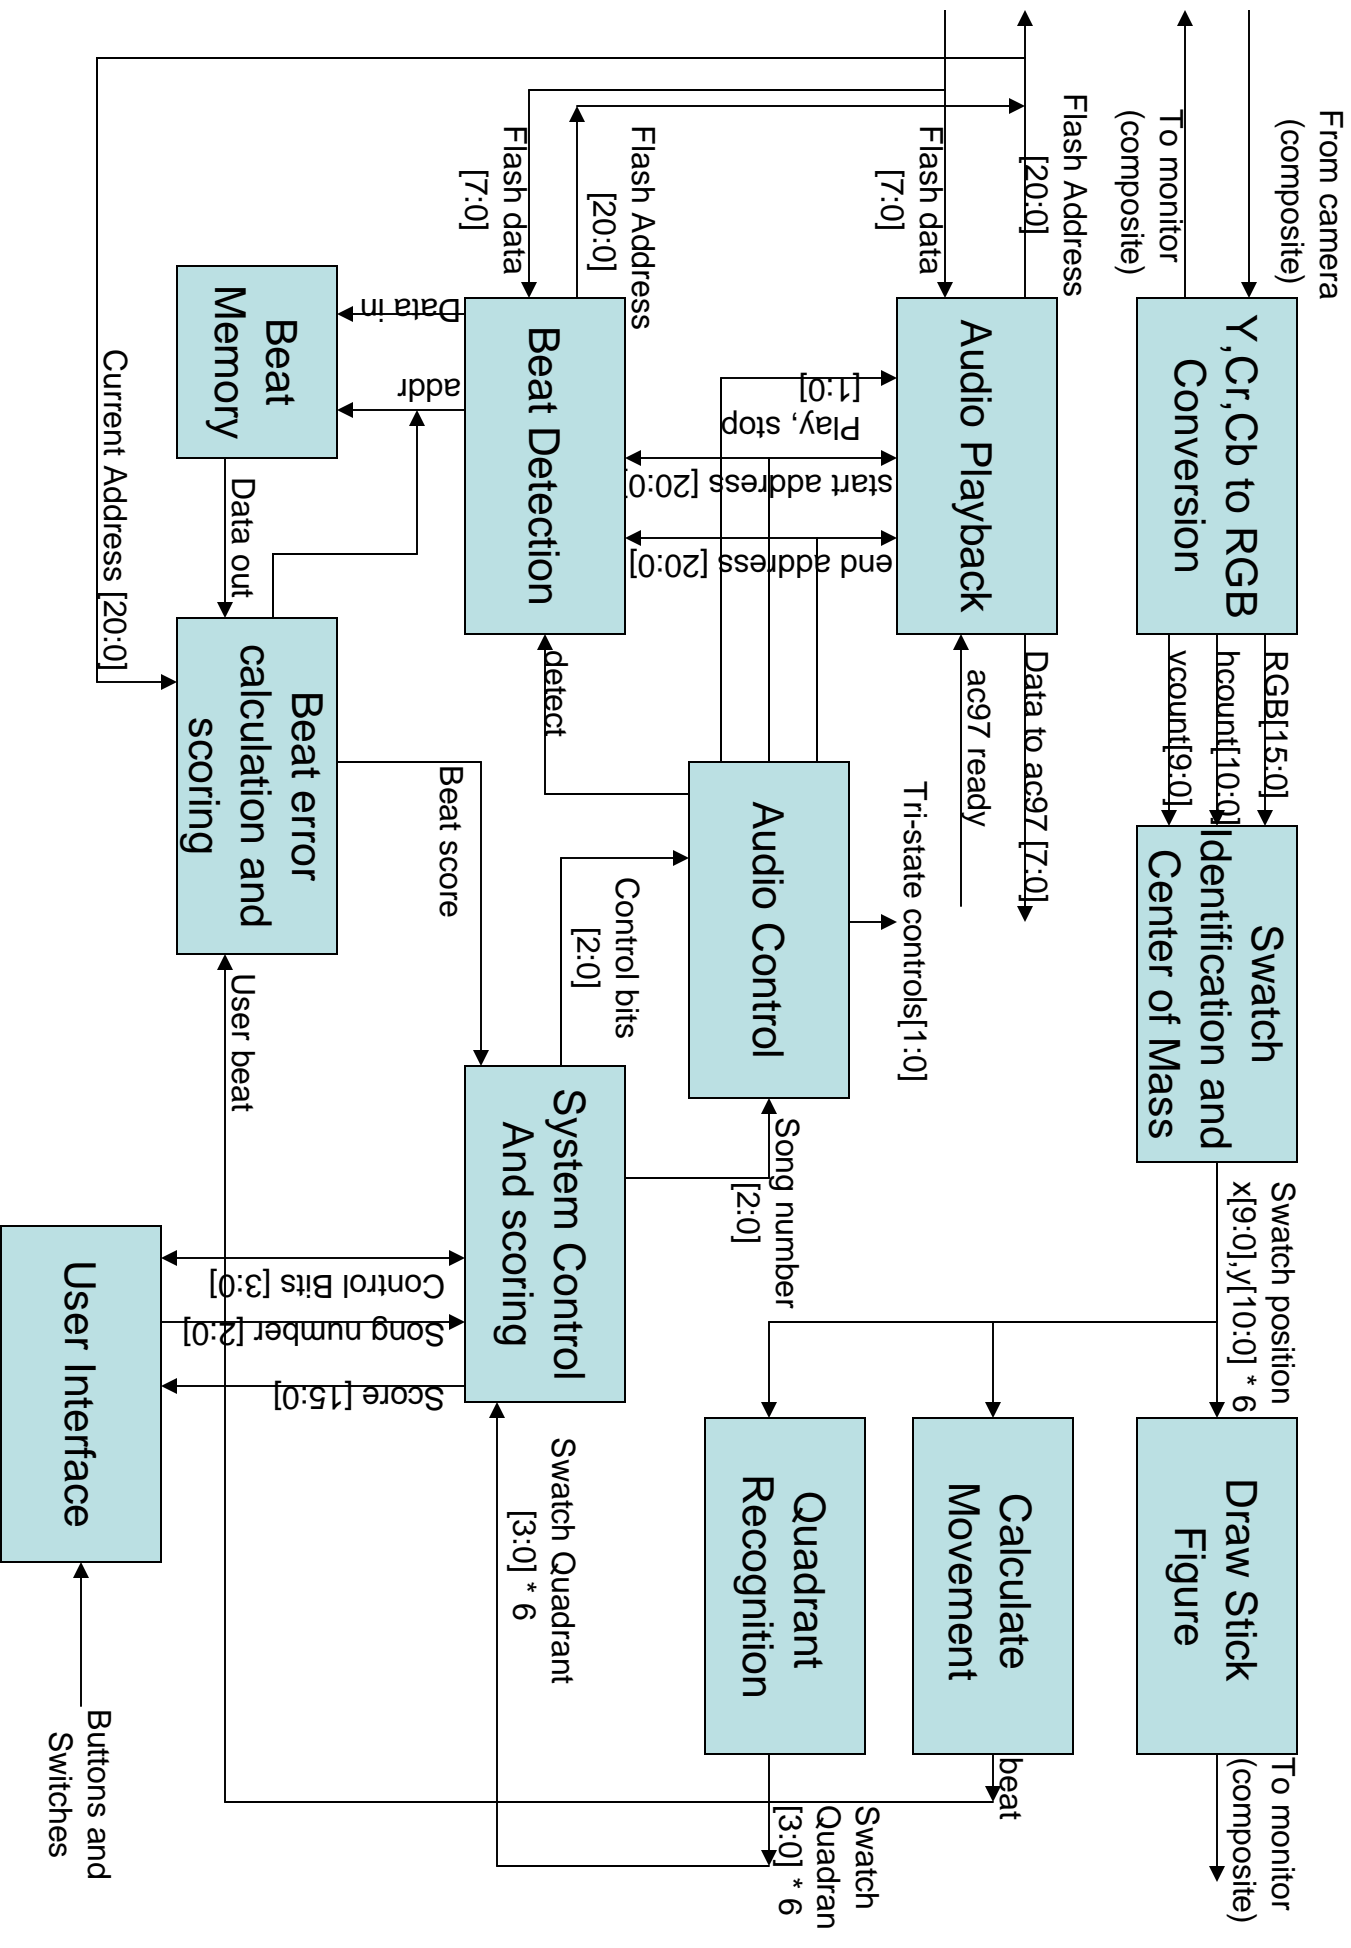 From camera
(composite)
To monitor
(composite)
Y,Cr,Cb to RGB
Conversion
RGB[15:0]
hcount[10:0]
vcount[9:0]
Swatch
Identification and
Center of Mass
Swatch position
x[9:0],y[10:0] * 6
Draw Stick
Figure
To monitor
(composite)
Flash Address
[20:0]
Flash data
[7:0]
Audio Playback
Data to ac97 [7:0]
ac97 ready
Tri-state controls[1:0]
Calculate
Movement
beat
Play, stop
[1:0]
start address [20:0]
end address [20:0]
Audio Control
Song number
[2:0]
Quadrant
Recognition
Swatch
Quadran
[3:0] * 6
Flash Address
[20:0]
Flash data
[7:0]
Beat Detection
detect
Control bits
[2:0]
System Control
And scoring
Swatch Quadrant
[3:0] * 6
Data in
addr
Beat score
Control Bits [3:0]
Song number [2:0]
Score [15:0]
Beat
Memory
Data out
Beat error
calculation and
scoring
User beat
Current Address [20:0]
User Interface
Buttons and
Switches